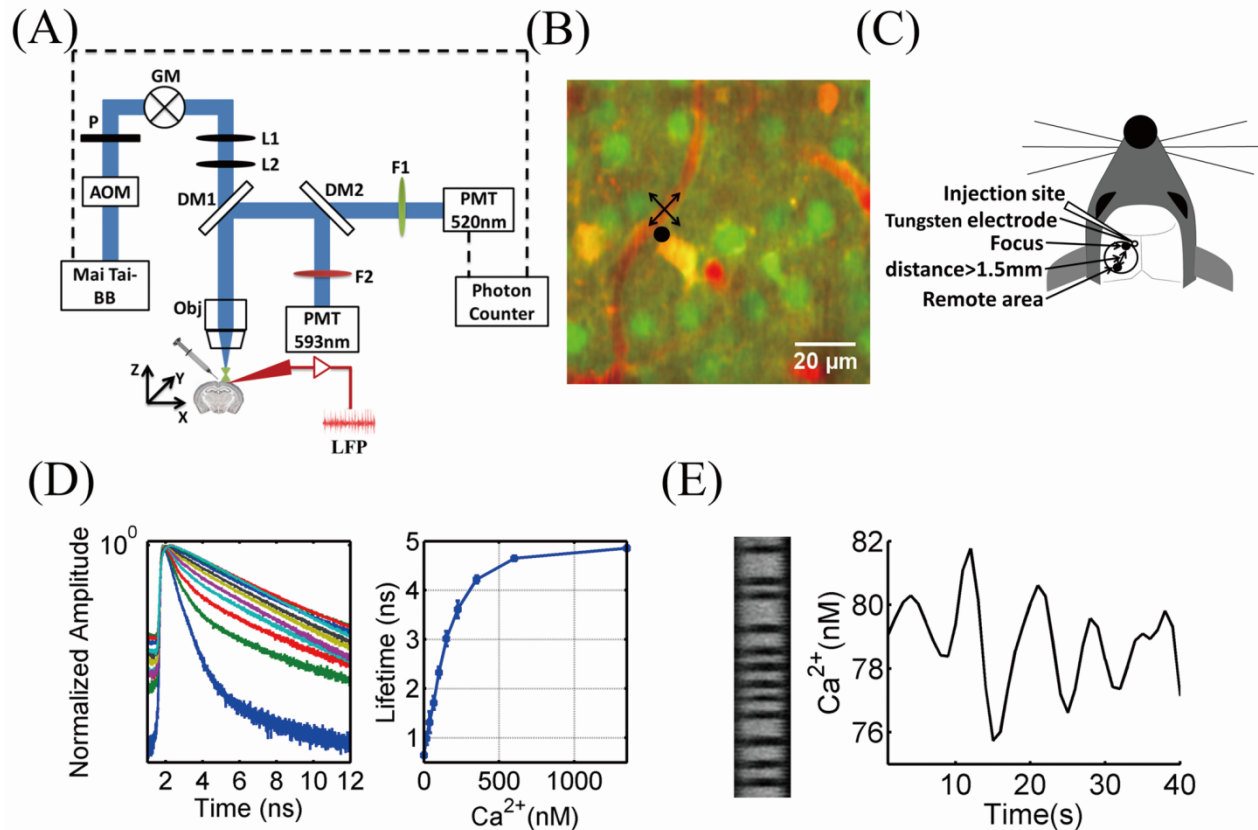 (A)
GM
P
L1
L2
AOM
DM1
DM2
F1
PMT
520nm
Mai Tai-
BB
F2
Photon
Counter
Obj
PMT
593nm
Z
Y
X
LFP
(B)
20 µm
(C)
Injection site
Tungsten electrode
Focus
distance>1.5mm
Remote area
(D)
Normalized Amplitude
10⁰
2 4 6 8 10 12
Time (ns)
Lifetime (ns)
5
4
3
2
1
0 500 1000
Ca²⁺(nM)
(E)
Ca²⁺(nM)
82
80
78
76
10 20 30 40
Time(s)